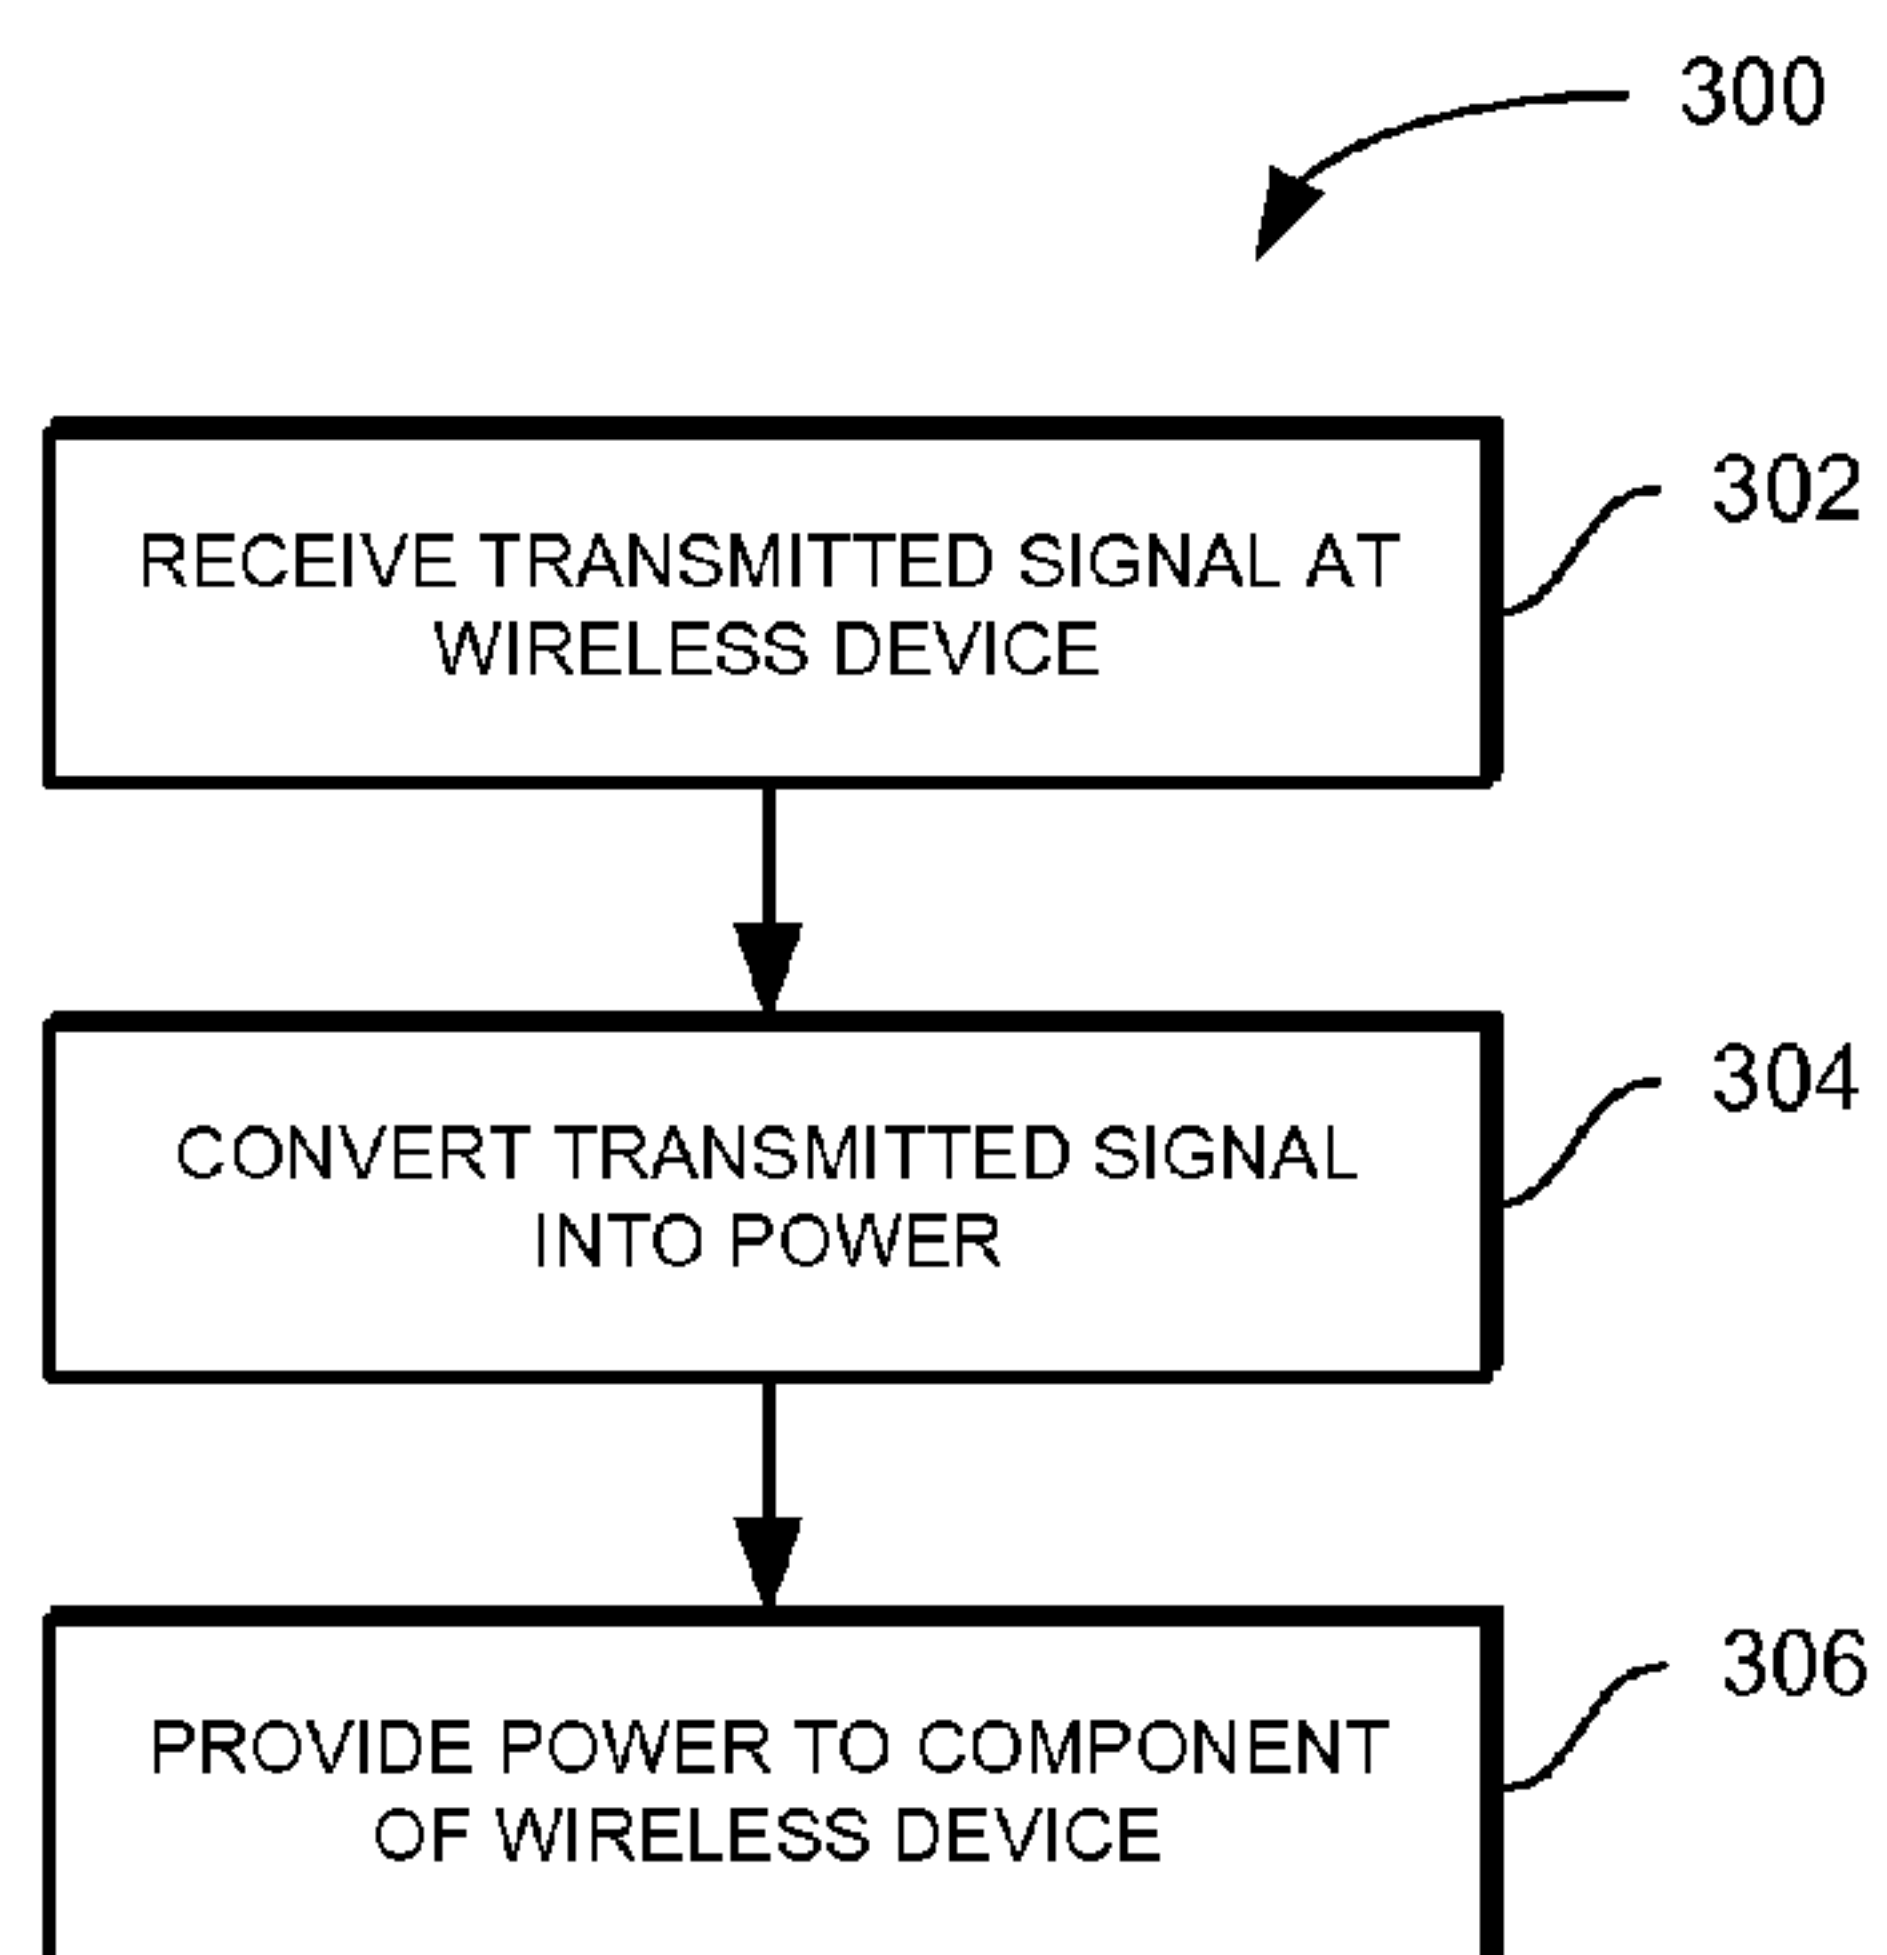 300
302
RECEIVE TRANSMITTED SIGNAL AT
WIRELESS DEVICE
304
CONVERT TRANSMITTED SIGNAL
INTO POWER
306
PROVIDE POWER TO COMPONENT
OF WIRELESS DEVICE